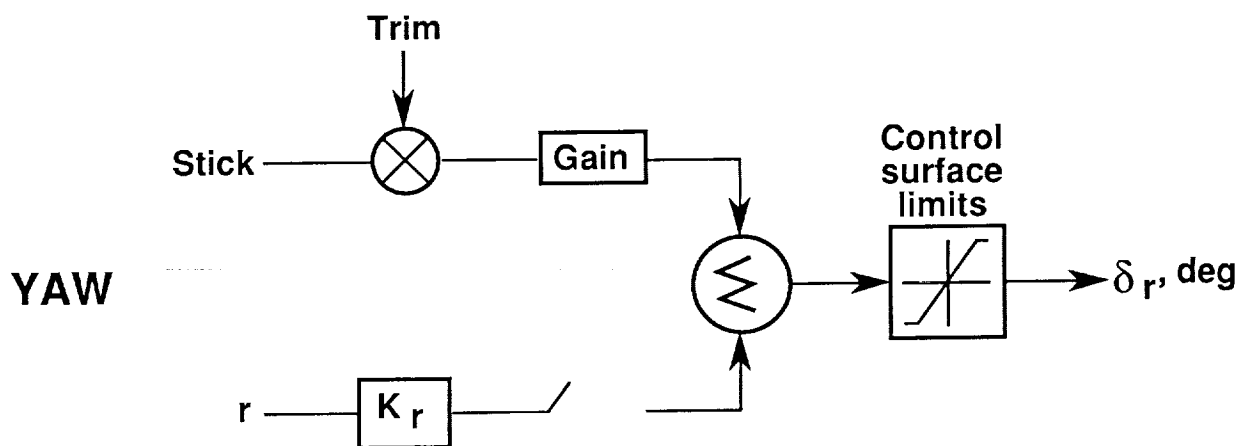 Trim
Stick
Gain
Control
surface
limits
YAW
Σ
δ r, deg
r
K r